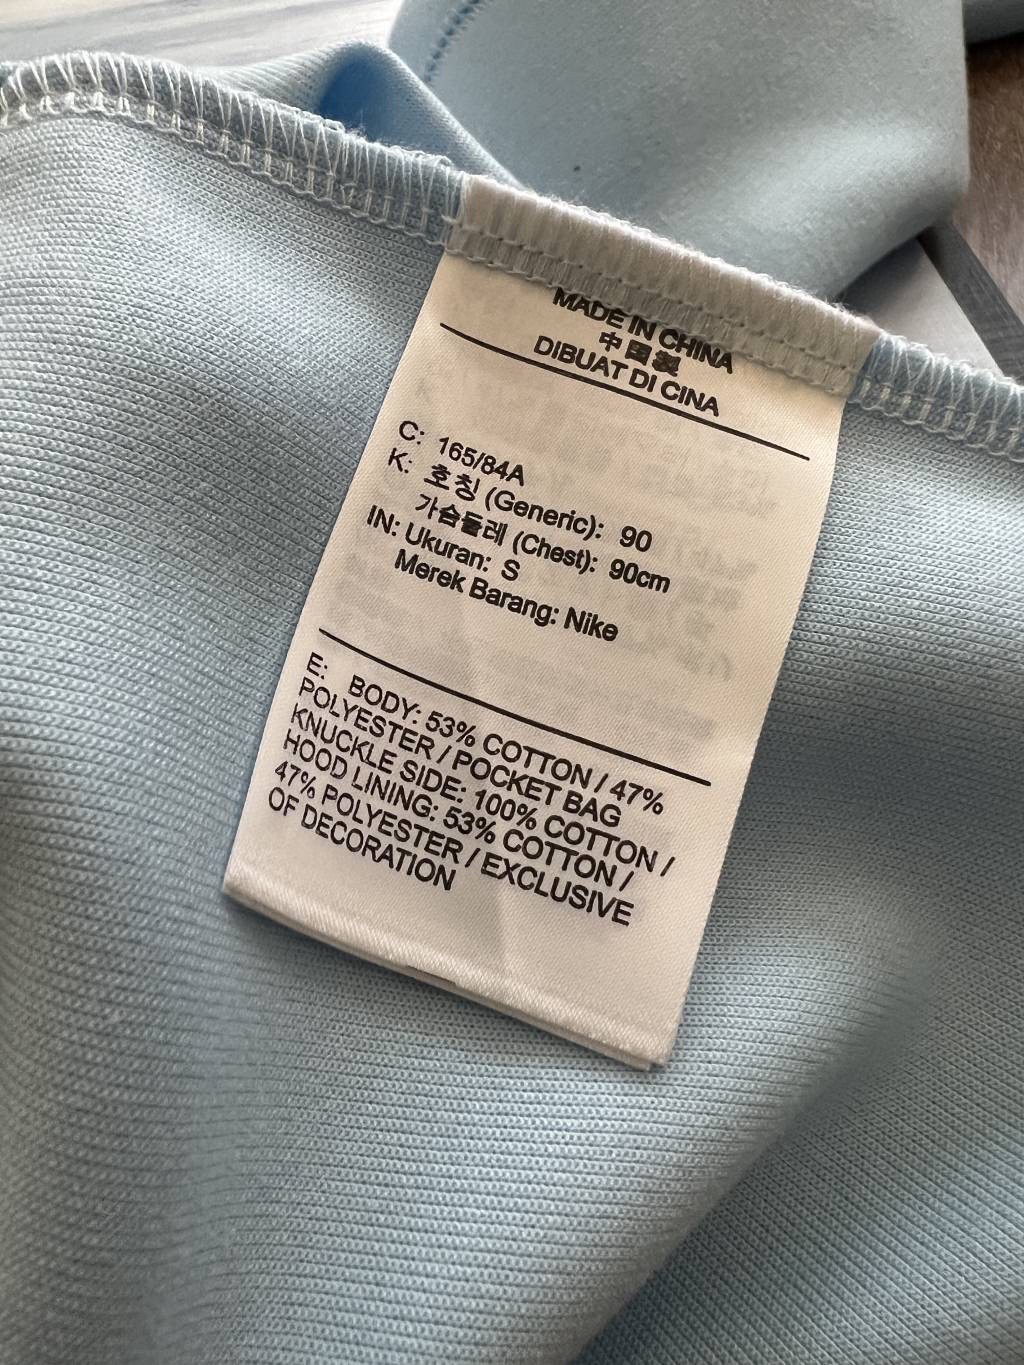 MADE IN CHINA
中国製
DIBUAT DI CINA
C: 165/84A
K: 호칭 (Generic): 90
가슴둘레 (Chest): 90cm
IN: Ukuran: S
Merek Barang: Nike
E: BODY: 53% COTTON / 47%
POLYESTER / POCKET BAG
KNUCKLE SIDE: 100% COTTON /
HOOD LINING: 53% COTTON /
47% POLYESTER / EXCLUSIVE
OF DECORATION